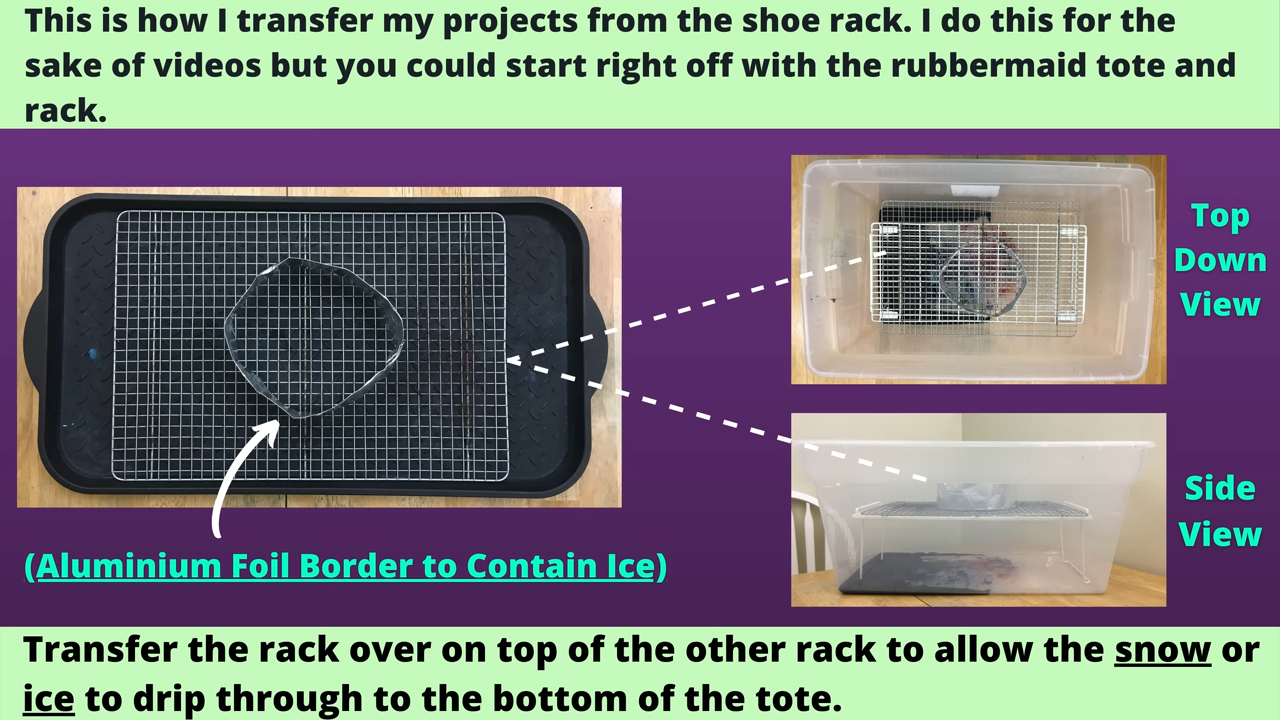 This is how I transfer my projects from the shoe rack. I do this for the
sake of videos but you could start right off with the rubbermaid tote and
rack.
Top
Down
View
Side
View
(Aluminium Foil Border to Contain Ice)
Transfer the rack over on top of the other rack to allow the snow or
ice to drip through to the bottom of the tote.